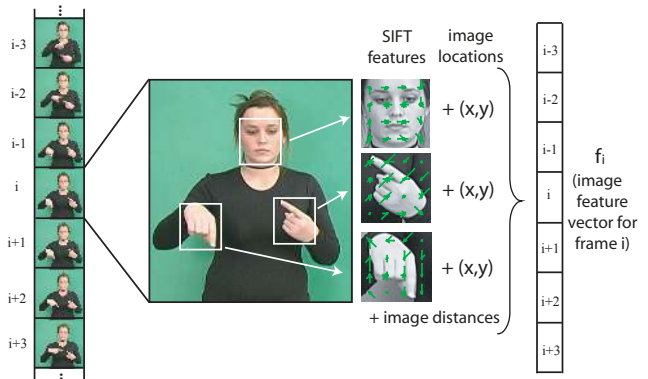 i-3
i-2
i-1
i
i+1
i+2
i+3
SIFT
features
image
locations
+ (x,y)
+ (x,y)
+ (x,y)
+ image distances
i-3
i-2
i-1
i
i+1
i+2
i+3
fi
(image
feature
vector for
frame i)